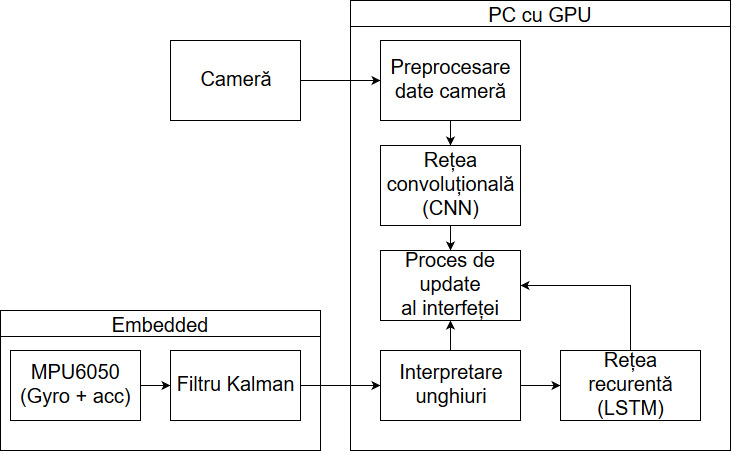 PC cu GPU
Cameră
Preprocesare
date cameră
Rețea
convoluțională
(CNN)
Proces de
update
al interfeței
Embedded
MPU6050
(Gyro + acc)
Filtru Kalman
Interpretare
unghiuri
Rețea
recurentă
(LSTM)